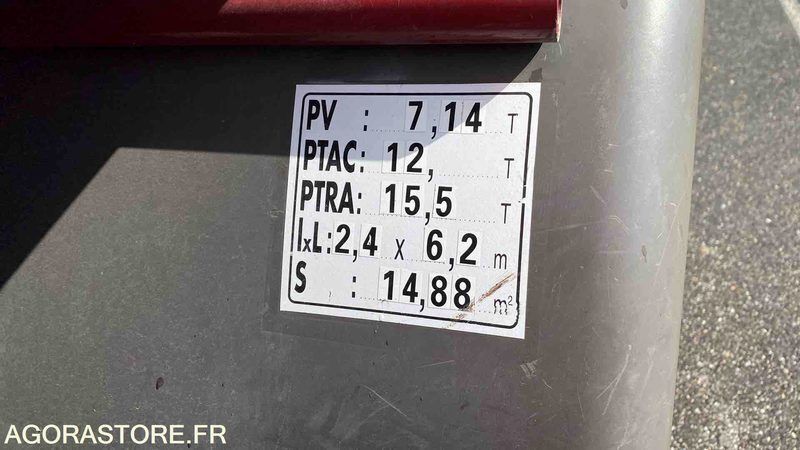 PV : 7,14 T
PTAC: 12, T
PTRA: 15,5 T
lxL: 2,4 x 6,2 m
S : 14,88 m²
AGORASTORE.FR